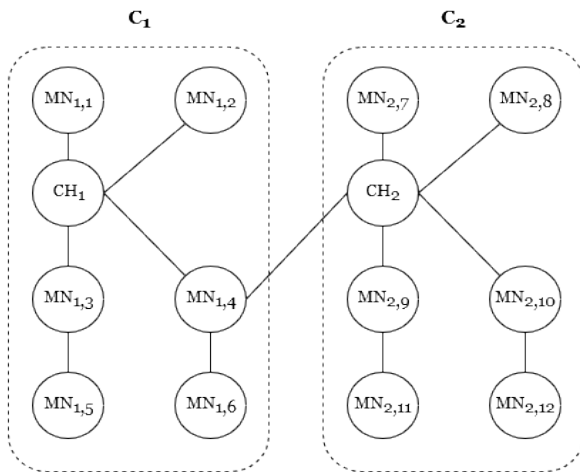 C₁ C₂
MN₁,₁ MN₁,₂ MN₂,₇ MN₂,₈
CH₁ CH₂
MN₁,₃ MN₁,₄ MN₂,₉ MN₂,₁₀
MN₁,₅ MN₁,₆ MN₂,₁₁ MN₂,₁₂